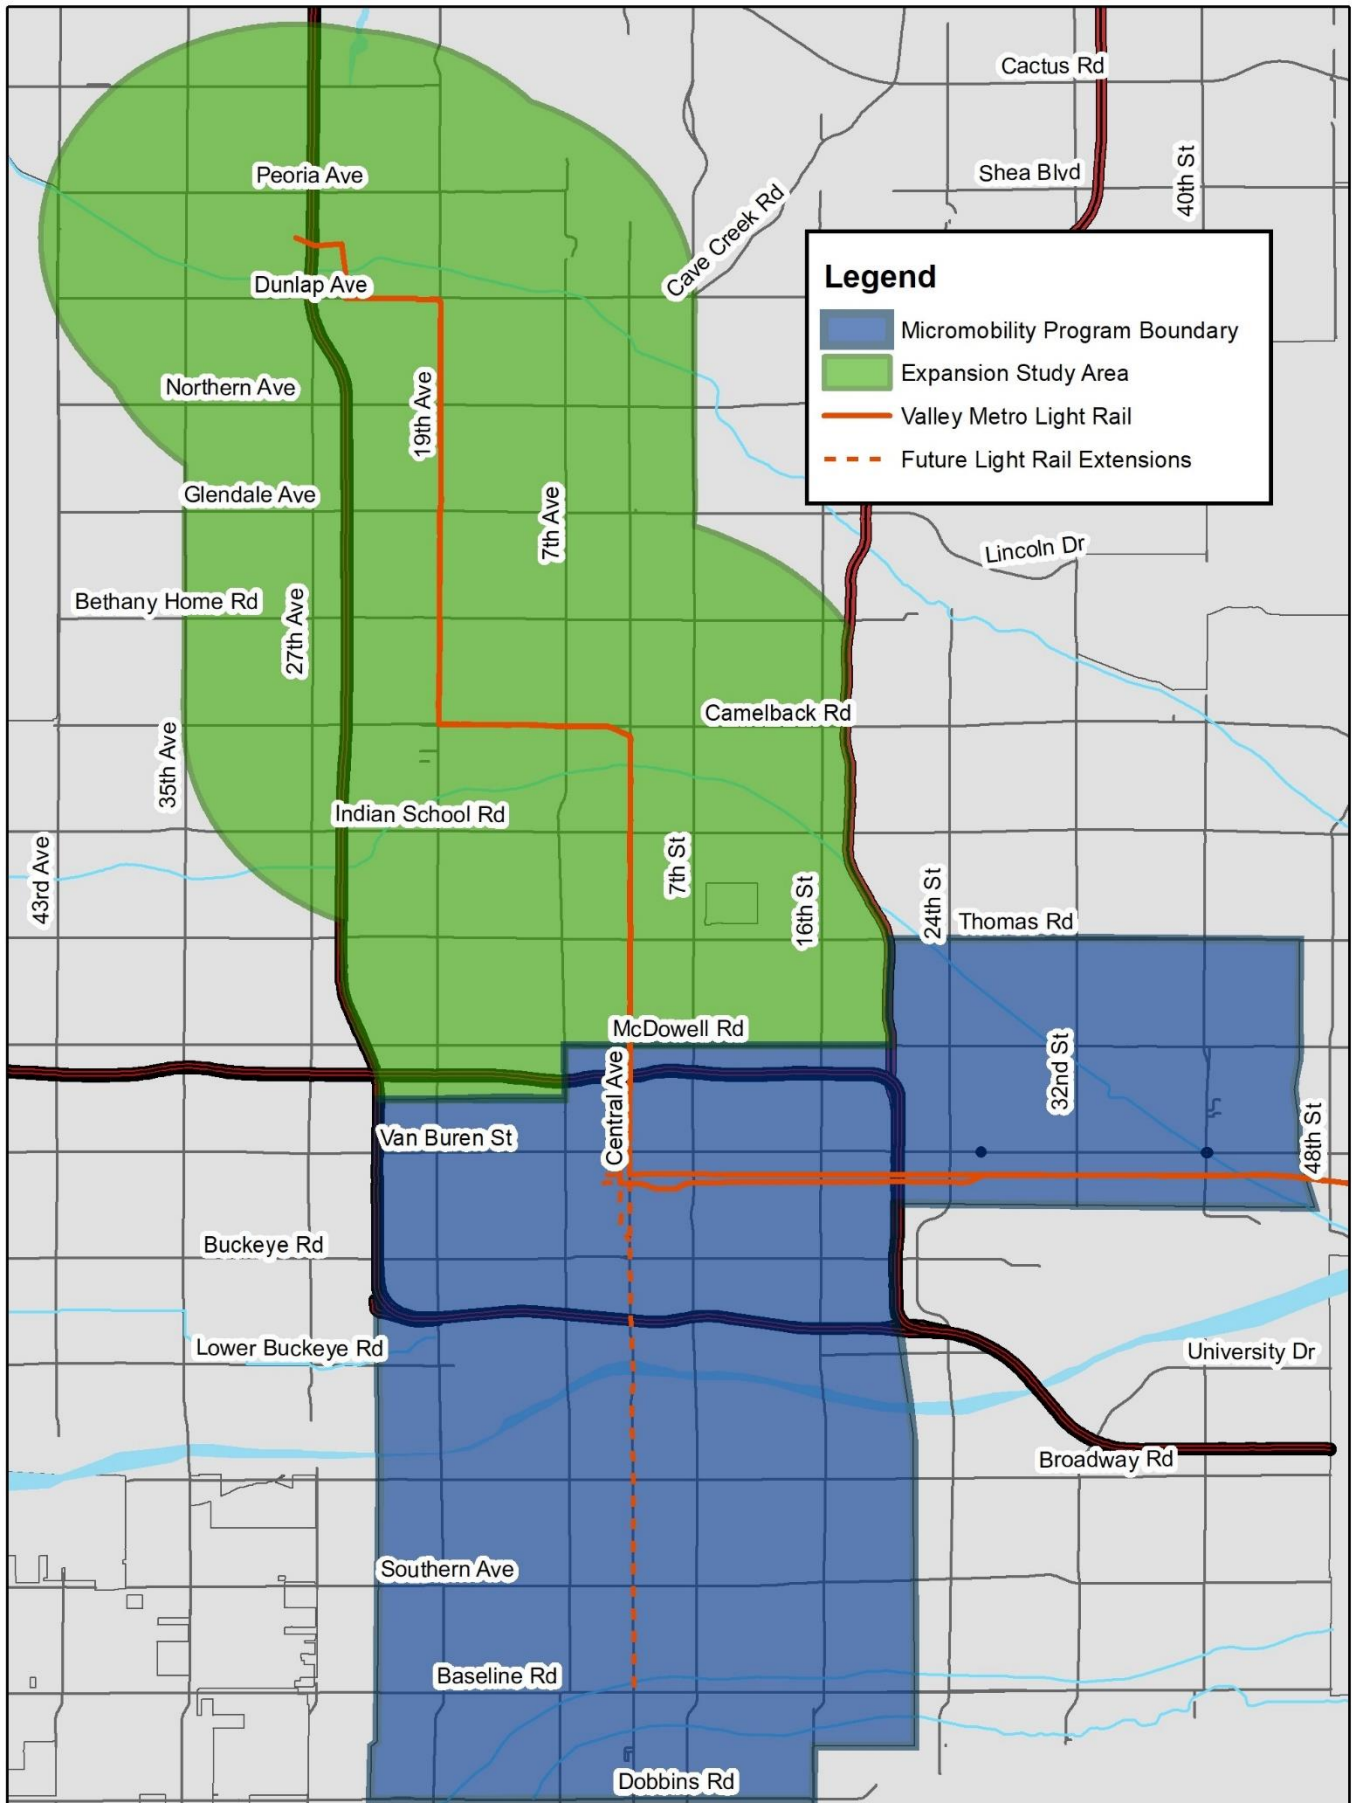 Cactus Rd
Peoria Ave
Shea Blvd
40th St
Cave Creek Rd
Legend
Micromobility Program Boundary
Expansion Study Area
Valley Metro Light Rail
Future Light Rail Extensions
Dunlap Ave
Northern Ave
19th Ave
Glendale Ave
7th Ave
Lincoln Dr
Bethany Home Rd
27th Ave
Camelback Rd
35th Ave
Indian School Rd
43rd Ave
7th St
16th St
24th St
Thomas Rd
McDowell Rd
Central Ave
32nd St
Van Buren St
48th St
Buckeye Rd
Lower Buckeye Rd
University Dr
Broadway Rd
Southern Ave
Baseline Rd
Dobbins Rd